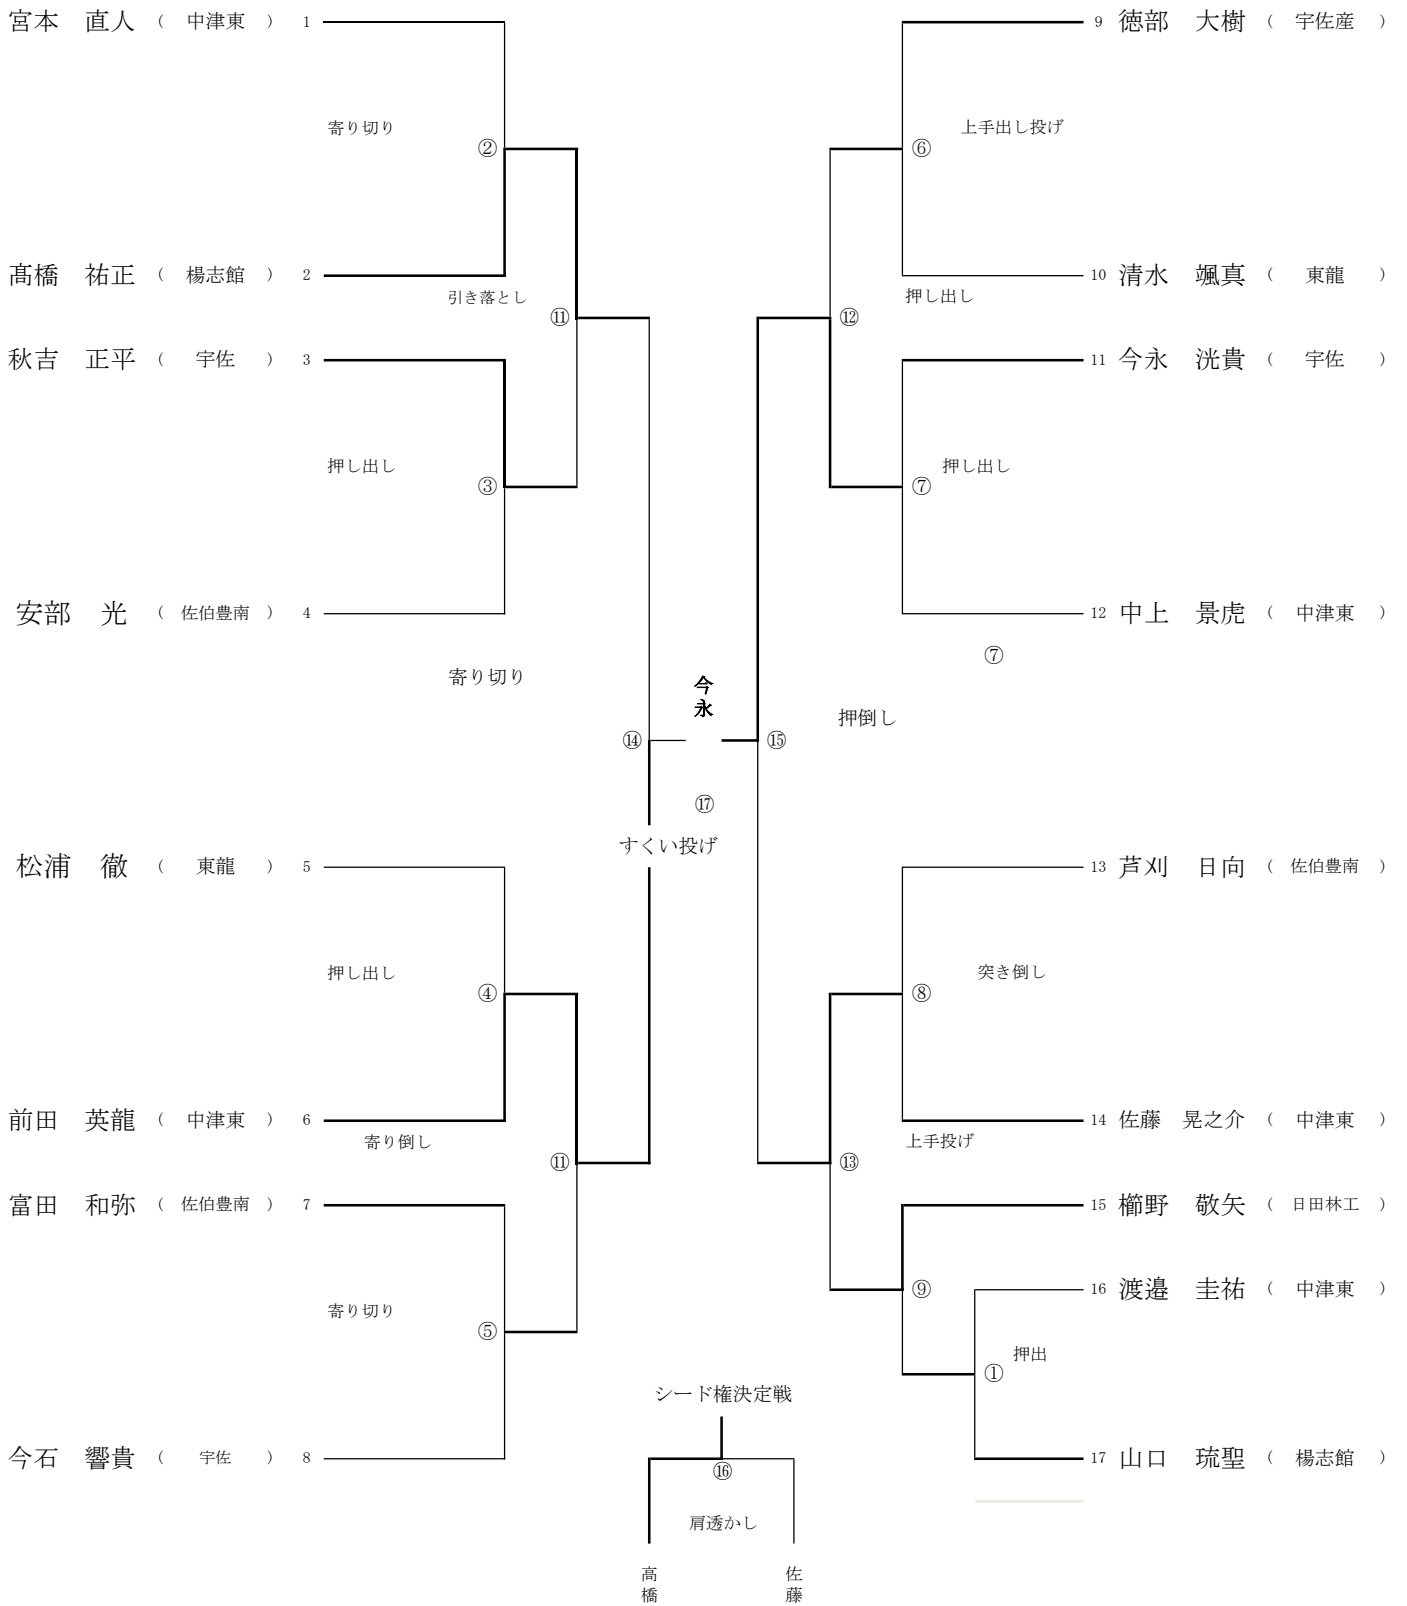 宮本　直人 （ 中津東 ） 1
寄り切り
②
髙橋　祐正 （ 楊志館 ） 2
引き落とし
⑪
秋吉　正平 （ 宇佐 ） 3
押し出し
③
安部　光 （ 佐伯豊南 ） 4
寄り切り
⑭
松浦　徹 （ 東龍 ） 5
押し出し
④
前田　英龍 （ 中津東 ） 6
寄り倒し
⑪
富田　和弥 （ 佐伯豊南 ） 7
寄り切り
⑤
今石　響貴 （ 宇佐 ） 8
今永
⑰
すくい投げ
9 徳部　大樹 （ 宇佐産 ）
上手出し投げ
⑥
10 清水　颯真 （ 東龍 ）
押し出し
⑫
11 今永　洸貴 （ 宇佐 ）
押し出し
⑦
12 中上　景虎 （ 中津東 ）
⑦
押倒し
⑮
13 芦刈　日向 （ 佐伯豊南 ）
突き倒し
⑧
14 佐藤　晃之介 （ 中津東 ）
上手投げ
⑬
15 櫛野　敬矢 （ 日田林工 ）
⑨
16 渡邉　圭祐 （ 中津東 ）
押出
①
17 山口　琉聖 （ 楊志館 ）
シード権決定戦
⑯
肩透かし
高橋
佐藤